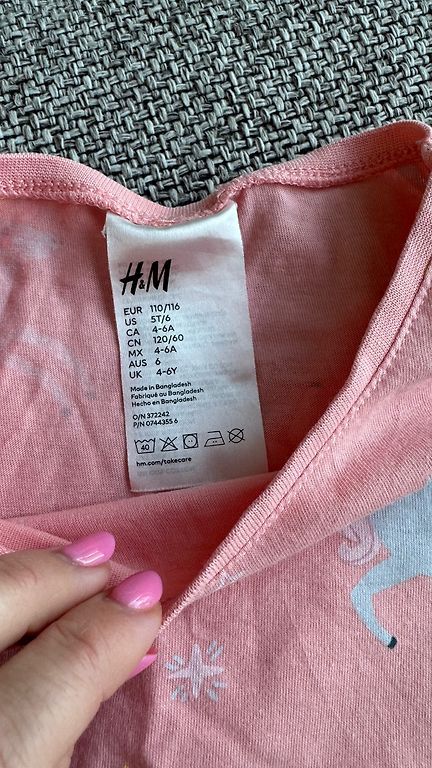 H&M
EUR 110/116
US 5T/6
CA 4-6A
CN 120/60
MX 4-6A
AUS 6
UK 4-6Y
Made in Bangladesh
Fabriqué au Bangladesh
Hecho en Bangladesh
O/N 372242
P/N 0744355 6
40
hm.com/takecare